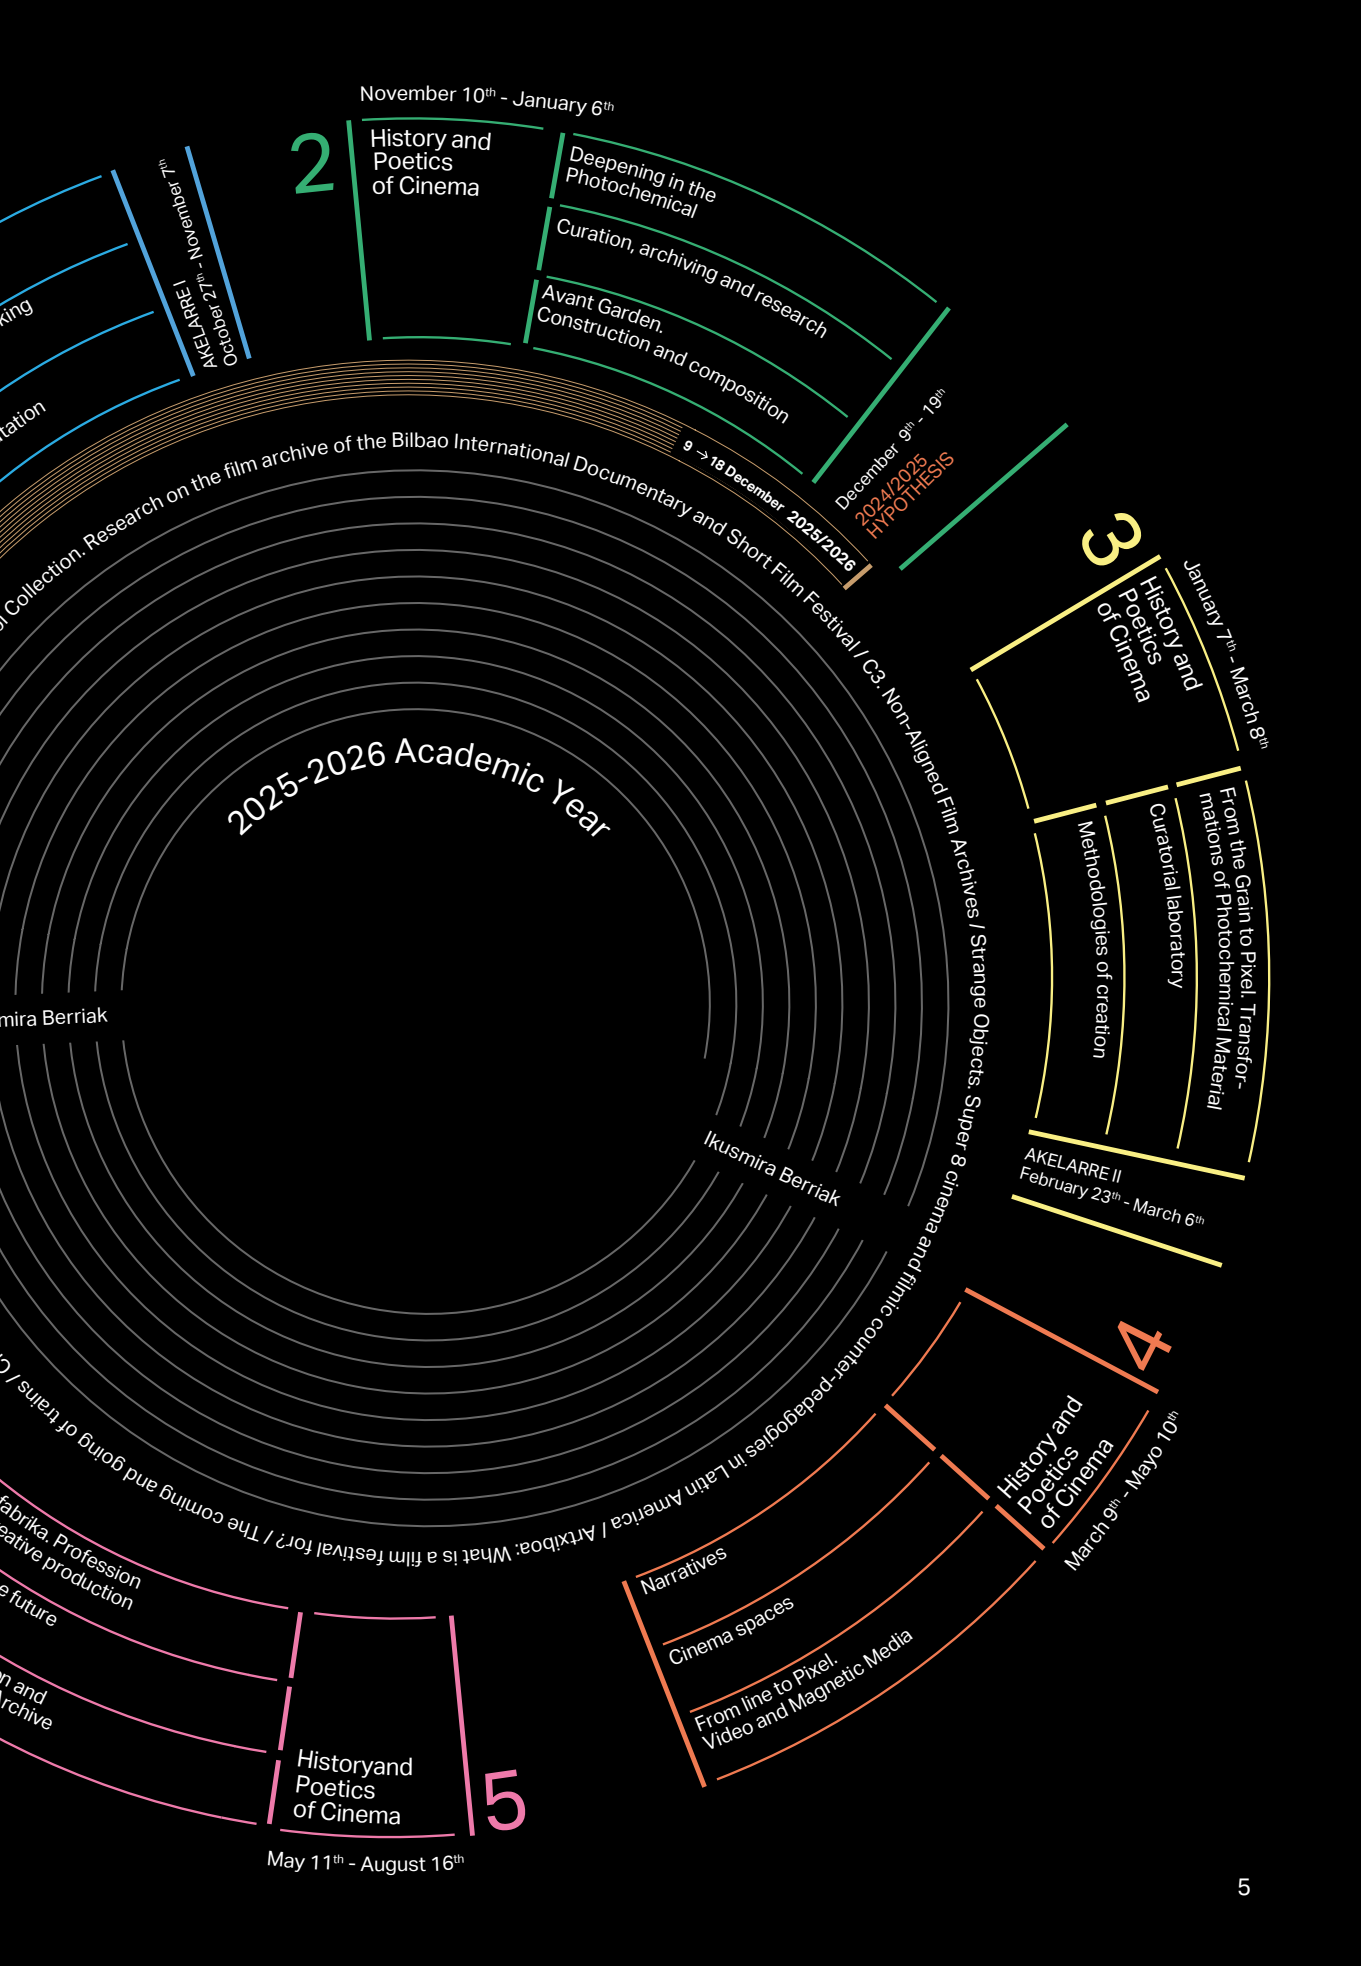 November 10th - January 6th
2
History and
Poetics
of Cinema
Deepening in the
Photochemical
Curation, archiving and research
Avant Garden.
Construction and composition
AKELARRE I
October 27th - November 7th
king
tation
December 9th - 19th
2024/2025
HYPOTHESIS
9 →18 December 2025/2026
Collection. Research on the film archive of the Bilbao International Documentary and Short Film Festival / C3. Non-Aligned Film Archives / Strange Objects. Super 8 cinema and filmic counter-pedagogies in Latin America / Artxiboa: What is a film festival for? / The coming and going of trains /
2025-2026 Academic Year
3
January 7th - March 8th
History and
Poetics
of Cinema
From the Grain to Pixel. Transfor-
mations of Photochemical Material
Curatorial laboratory
Methodologies of creation
AKELARRE II
February 23th - March 6th
mira Berriak
Ikusmira Berriak
4
March 9th - Mayo 10th
History and
Poetics
of Cinema
Narratives
Cinema spaces
From line to Pixel.
Video and Magnetic Media
5
Historyand
Poetics
of Cinema
May 11th - August 16th
fabrika. Profession
eative production
e future
on and
Archive
5